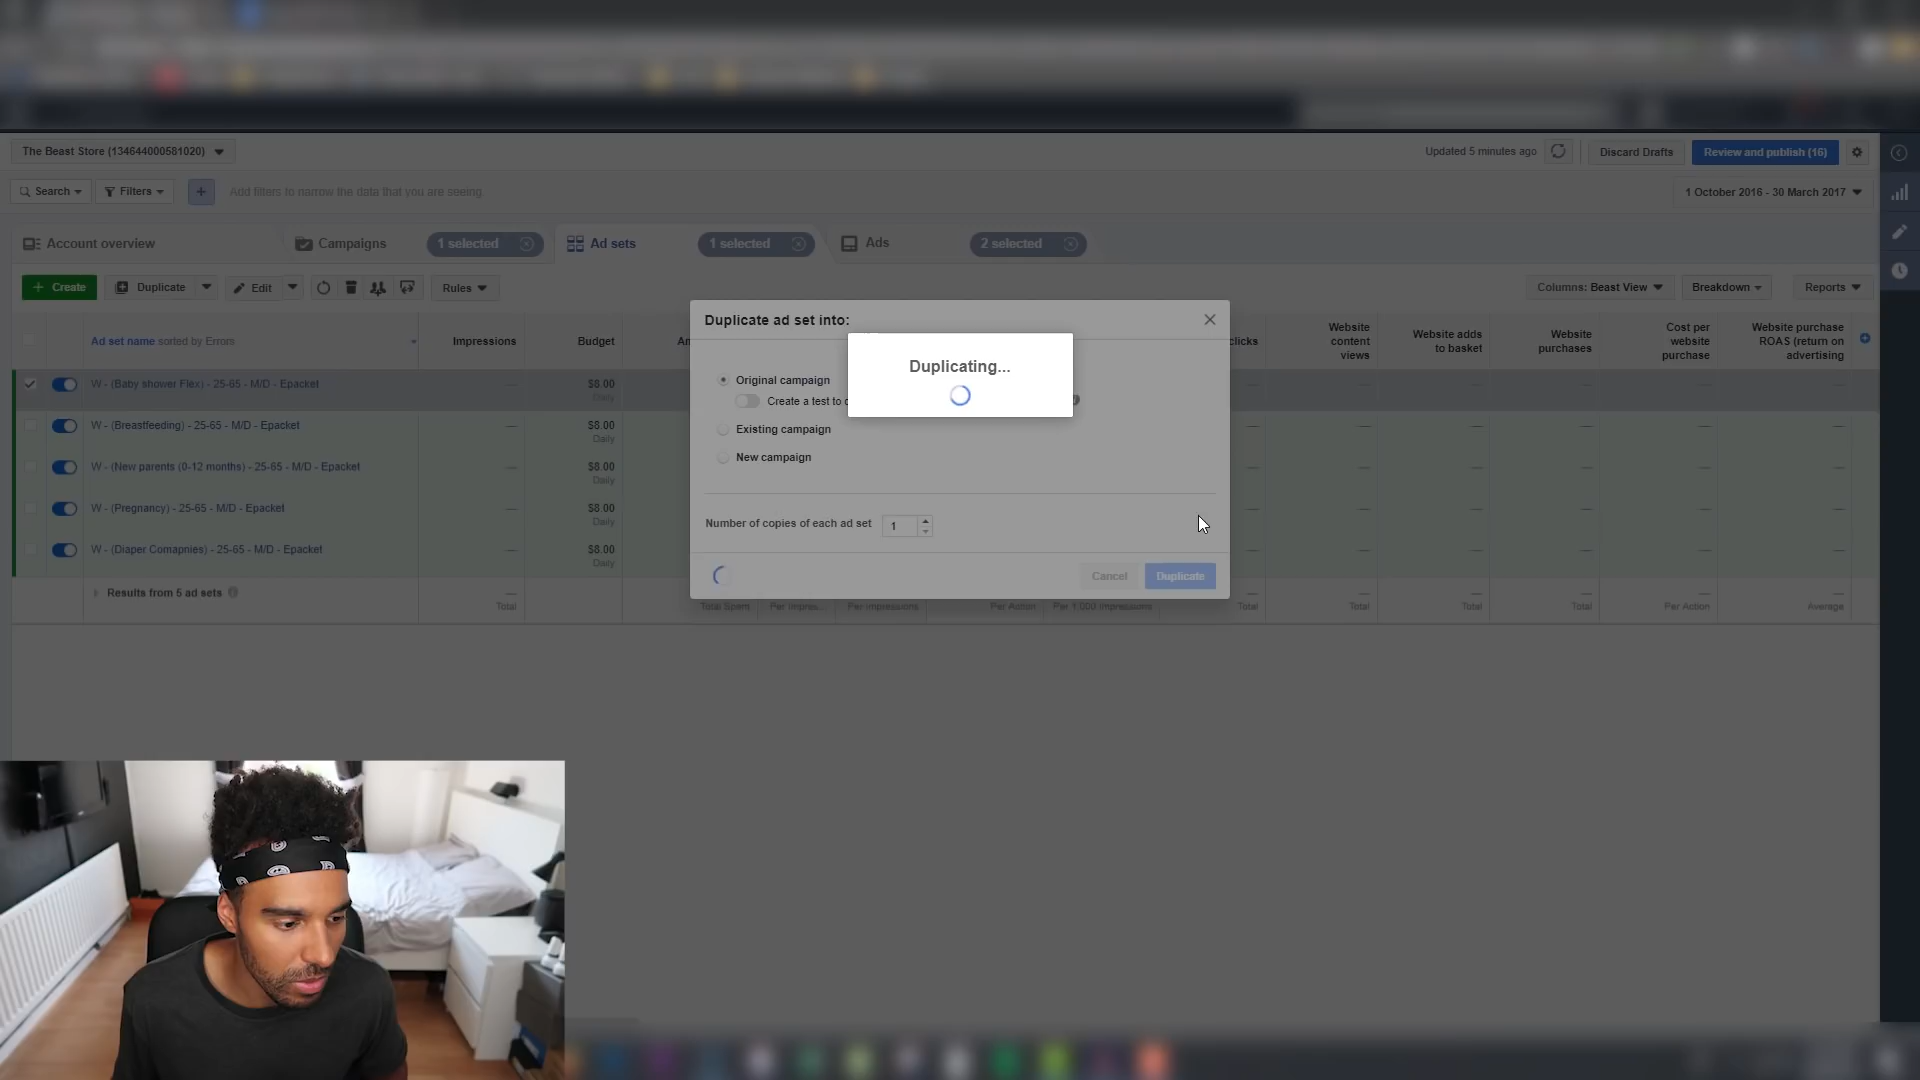 The Beast Store (134644000581020)
Updated 5 minutes ago
Discard Drafts
Review and publish (16)
Search
Filters
Add filters to narrow the data that you are seeing.
1 October 2016 - 30 March 2017
Account overview
Campaigns
1 selected
Ad sets
1 selected
Ads
2 selected
+ Create
Duplicate
Edit
Rules
Columns: Beast View
Breakdown
Reports
Ad set name sorted by Errors
Impressions
Budget
clicks
Website content views
Website adds to basket
Website purchases
Cost per website purchase
Website purchase ROAS (return on advertising
W - (Baby shower Flex) - 25-65 - M/D - Epacket
$8.00
Daily
W - (Breastfeeding) - 25-65 - M/D - Epacket
$8.00
Daily
W - (New parents (0-12 months) - 25-65 - M/D - Epacket
$8.00
Daily
W - (Pregnancy) - 25-65 - M/D - Epacket
$8.00
Daily
W - (Diaper Comapnies) - 25-65 - M/D - Epacket
$8.00
Daily
Results from 5 ad sets
Total
Total Spent
Per Impres...
Per Impressions
Per Action
Per 1,000 Impressions
Total
Total
Total
Total
Per Action
Average
Duplicate ad set into:
Duplicating...
Original campaign
Create a test to
Existing campaign
New campaign
Number of copies of each ad set
1
Cancel
Duplicate